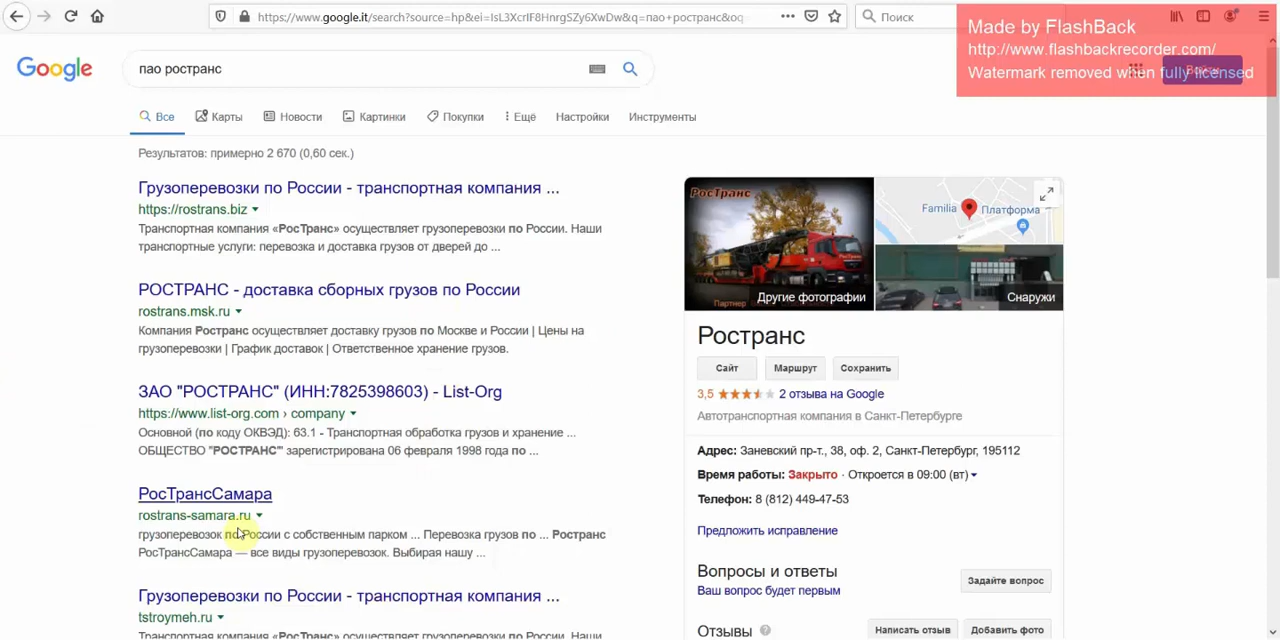 https://www.google.it/search?source=hp&ei=IsL3XcrIF8HnrgSZy6XwDw&q=пао+ространс&oq
Поиск
Made by FlashBack
http://www.flashbackrecorder.com/
Watermark removed when fully licensed
Google
пао ространс
Все
Карты
Новости
Картинки
Покупки
Ещё
Настройки
Инструменты
Результатов: примерно 2 670 (0,60 сек.)
Грузоперевозки по России - транспортная компания ...
https://rostrans.biz
Транспортная компания «РосТранс» осуществляет грузоперевозки по России. Наши
транспортные услуги: перевозка и доставка грузов от дверей до ...
РОСТРАНС - доставка сборных грузов по России
rostrans.msk.ru
Компания Ространс осуществляет доставку грузов по Москве и России | Цены на
грузоперевозки | График доставок | Ответственное хранение грузов.
ЗАО "РОСТРАНС" (ИНН:7825398603) - List-Org
https://www.list-org.com › company
Основной (по коду ОКВЭД): 63.1 - Транспортная обработка грузов и хранение ...
ОБЩЕСТВО "РОСТРАНС" зарегистрирована 06 февраля 1998 года по ...
РосТрансСамара
rostrans-samara.ru
грузоперевозок по России с собственным парком ... Перевозка грузов по ... Ространс
РосТрансСамара — все виды грузоперевозок. Выбирая нашу ...
Грузоперевозки по России - транспортная компания ...
tstroymeh.ru
Транспортная компания «РосТранс» осуществляет грузоперевозки по России. Наши
РосТранс
Партнер
Другие фотографии
Familia
Платформа
Снаружи
Ространс
Сайт
Маршрут
Сохранить
3,5
2 отзыва на Google
Автотранспортная компания в Санкт-Петербурге
Адрес: Заневский пр-т., 38, оф. 2, Санкт-Петербург, 195112
Время работы: Закрыто · Откроется в 09:00 (вт)
Телефон: 8 (812) 449-47-53
Предложить исправление
Вопросы и ответы
Задайте вопрос
Ваш вопрос будет первым
Отзывы
Написать отзыв
Добавить фото